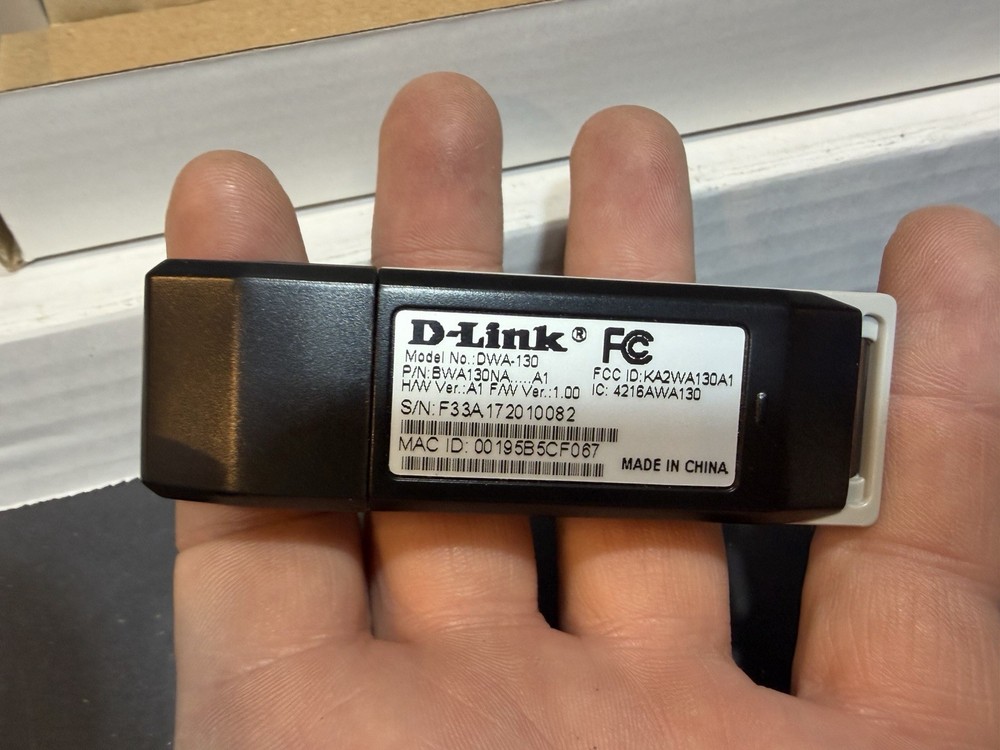 D-Link®
FC
Model No.:DWA-130
P/N:BWA130NA.....A1
H/W Ver.:A1 F/W Ver.:1.00
FCC ID:KA2WA130A1
IC: 4216AWA130
S/N: F33A172010082
MAC ID: 00195B5CF067
MADE IN CHINA